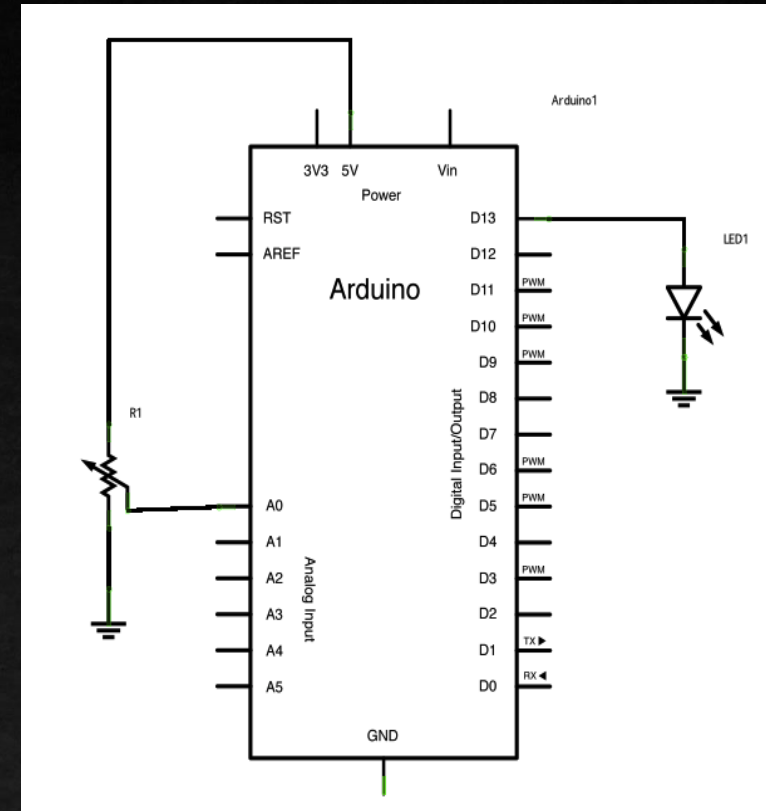 Arduino1
3V3 5V Vin
Power
RST D13
LED1
AREF D12
Arduino
D11 PWM
D10 PWM
D9 PWM
D8
R1
D7
D6 PWM
Digital Input/Output
A0 D5 PWM
A1 D4
Analog Input
A2 D3 PWM
A3 D2
A4 D1 TX
A5 D0 RX
GND